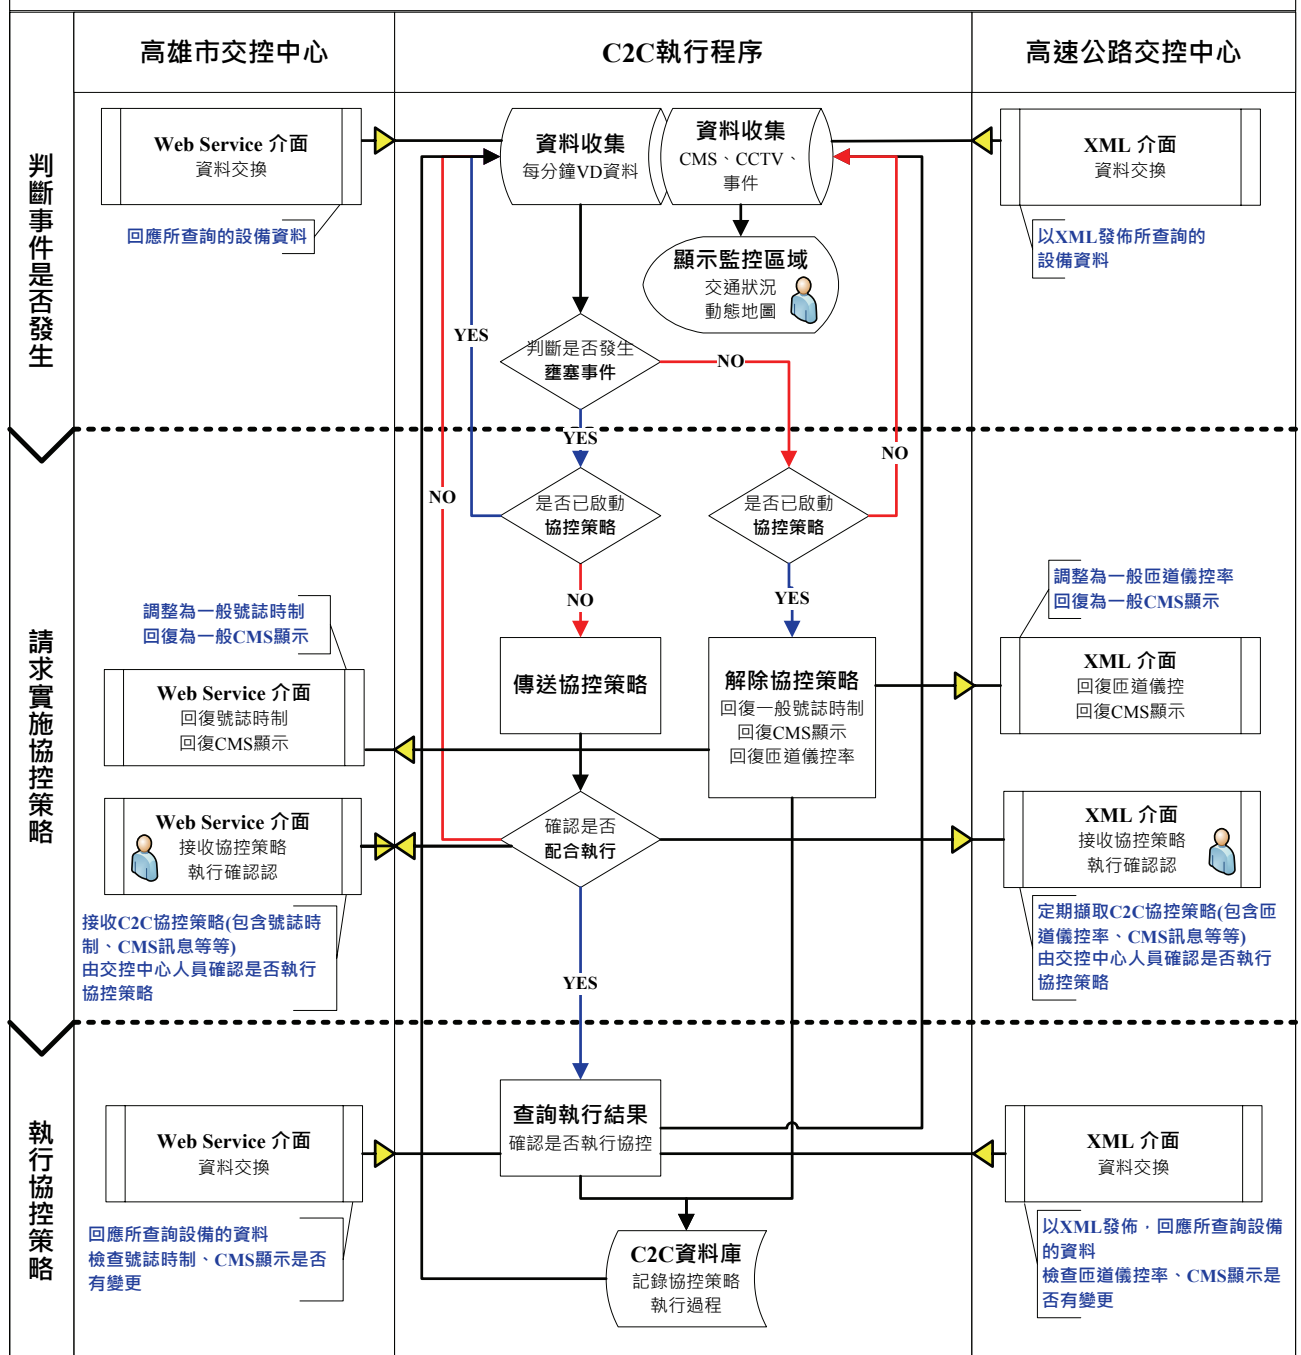 高雄市交控中心
C2C執行程序
高速公路交控中心
判斷事件是否發生
Web Service 介面
資料交換
回應所查詢的設備資料
資料收集
每分鐘VD資料
資料收集
CMS、CCTV、
事件
XML 介面
資料交換
以XML發佈所查詢的
設備資料
顯示監控區域
交通狀況
動態地圖
YES
判斷是否發生
壅塞事件
NO
YES
NO
NO
是否已啟動
協控策略
是否已啟動
協控策略
NO
YES
請求實施協控策略
調整為一般號誌時制
回復為一般CMS顯示
Web Service 介面
回復號誌時制
回復CMS顯示
傳送協控策略
解除協控策略
回復一般號誌時制
回復CMS顯示
回復匝道儀控率
調整為一般匝道儀控率
回復為一般CMS顯示
XML 介面
回復匝道儀控
回復CMS顯示
Web Service 介面
接收協控策略
執行確認認
確認是否
配合執行
XML 介面
接收協控策略
執行確認認
接收C2C協控策略(包含號誌時
制、CMS訊息等等)
由交控中心人員確認是否執行
協控策略
YES
定期擷取C2C協控策略(包含匝
道儀控率、CMS訊息等等)
由交控中心人員確認是否執行
協控策略
執行協控策略
Web Service 介面
資料交換
查詢執行結果
確認是否執行協控
XML 介面
資料交換
回應所查詢設備的資料
檢查號誌時制、CMS顯示是否
有變更
C2C資料庫
記錄協控策略
執行過程
以XML發佈，回應所查詢設備
的資料
檢查匝道儀控率、CMS顯示是
否有變更